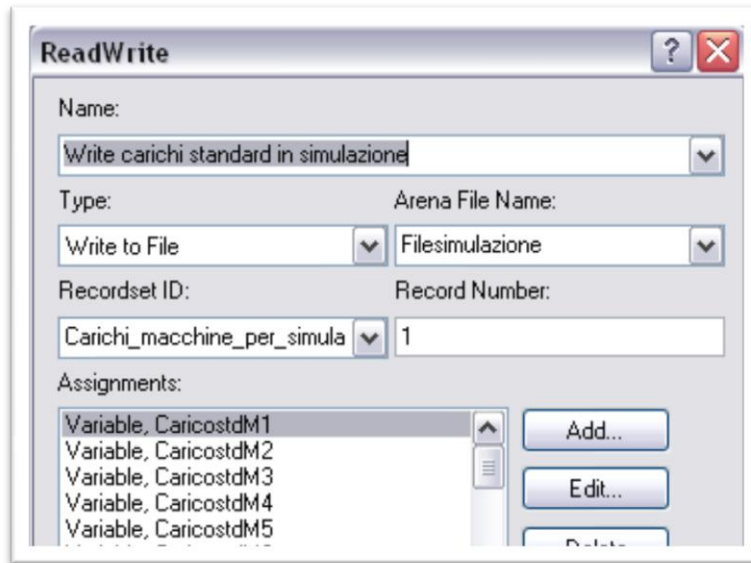 ReadWrite
Name:
Write carichi standard in simulazione
Type:
Arena File Name:
Write to File
Filesimulazione
Recordset ID:
Record Number:
Carichi_macchine_per_simula
1
Assignments:
Variable, CaricostdM1
Variable, CaricostdM2
Variable, CaricostdM3
Variable, CaricostdM4
Variable, CaricostdM5
Add...
Edit...